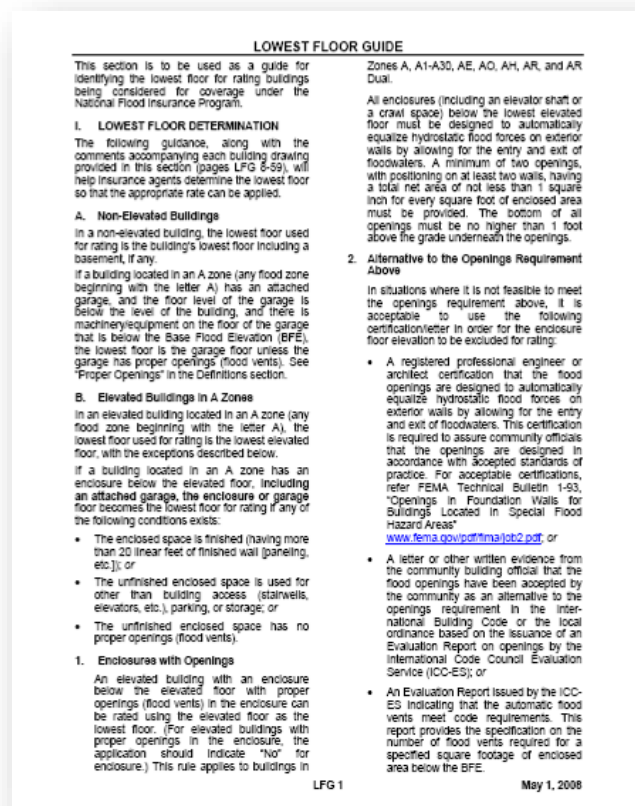 LOWEST FLOOR GUIDE
This section is to be used as a guide for
identifying the lowest floor for rating buildings
being considered for coverage under the
National Flood Insurance Program.
I. LOWEST FLOOR DETERMINATION
The following guidance, along with the
comments accompanying each building drawing
provided in this section (pages LFG 6-59), will
help insurance agents determine the lowest floor
so that the appropriate rate can be applied.
A. Non-Elevated Buildings
In a non-elevated building, the lowest floor used
for rating is the building's lowest floor including a
basement, if any.
If a building located in an A zone (any flood zone
beginning with the letter A) has an attached
garage, and the floor level of the garage is
below the level of the building, and there is
machinery/equipment on the floor of the garage
that is below the Base Flood Elevation (BFE),
the lowest floor is the garage floor unless the
garage has proper openings (flood vents). See
"Proper Openings" in the Definitions section.
B. Elevated Buildings in A Zones
In an elevated building located in an A zone (any
flood zone beginning with the letter A), the
lowest floor used for rating is the lowest elevated
floor, with the exceptions described below.
If a building located in an A zone has an
enclosure below the elevated floor, including
an attached garage, the enclosure or garage
floor becomes the lowest floor for rating if any of
the following conditions exists:
• The enclosed space is finished (having more
than 20 linear feet of finished wall [paneling,
etc.]); or
• The unfinished enclosed space is used for
other than building access (stairwells,
elevators, etc.), parking, or storage; or
• The unfinished enclosed space has no
proper openings (flood vents).
1. Enclosures with Openings
An elevated building with an enclosure
below the elevated floor with proper
openings (flood vents) in the enclosure can
be rated using the elevated floor as the
lowest floor. (For elevated buildings with
proper openings in the enclosure, the
application should indicate "No" for
enclosure.) This rule applies to buildings in
Zones A, A1-A30, AE, AO, AH, AR, and AR
Dual.
All enclosures (including an elevator shaft or
a crawl space) below the lowest elevated
floor must be designed to automatically
equalize hydrostatic flood forces on exterior
walls by allowing for the entry and exit of
floodwaters. A minimum of two openings,
with positioning on at least two walls, having
a total net area of not less than 1 square
inch for every square foot of enclosed area
must be provided. The bottom of all
openings must be no higher than 1 foot
above the grade underneath the openings.
2. Alternative to the Openings Requirement
Above
In situations where it is not feasible to meet
the openings requirement above, it is
acceptable to use the following
certification/letter in order for the enclosure
floor elevation to be excluded for rating:
• A registered professional engineer or
architect certification that the flood
openings are designed to automatically
equalize hydrostatic flood forces on
exterior walls by allowing for the entry
and exit of floodwaters. This certification
is required to assure community officials
that the openings are designed in
accordance with accepted standards of
practice. For acceptable certifications,
refer FEMA Technical Bulletin 1-93,
"Openings in Foundation Walls for
Buildings Located in Special Flood
Hazard Areas"
www.fema.gov/pdf/fima/job2.pdf; or
• A letter or other written evidence from
the community building official that the
flood openings have been accepted by
the community as an alternative to the
openings requirement in the Inter-
national Building Code or the local
ordinance based on the issuance of an
Evaluation Report on openings by the
International Code Council Evaluation
Service (ICC-ES); or
• An Evaluation Report issued by the ICC-
ES indicating that the automatic flood
vents meet code requirements. This
report provides the specification on the
number of flood vents required for a
specified square footage of enclosed
area below the BFE.
LFG 1
May 1, 2008